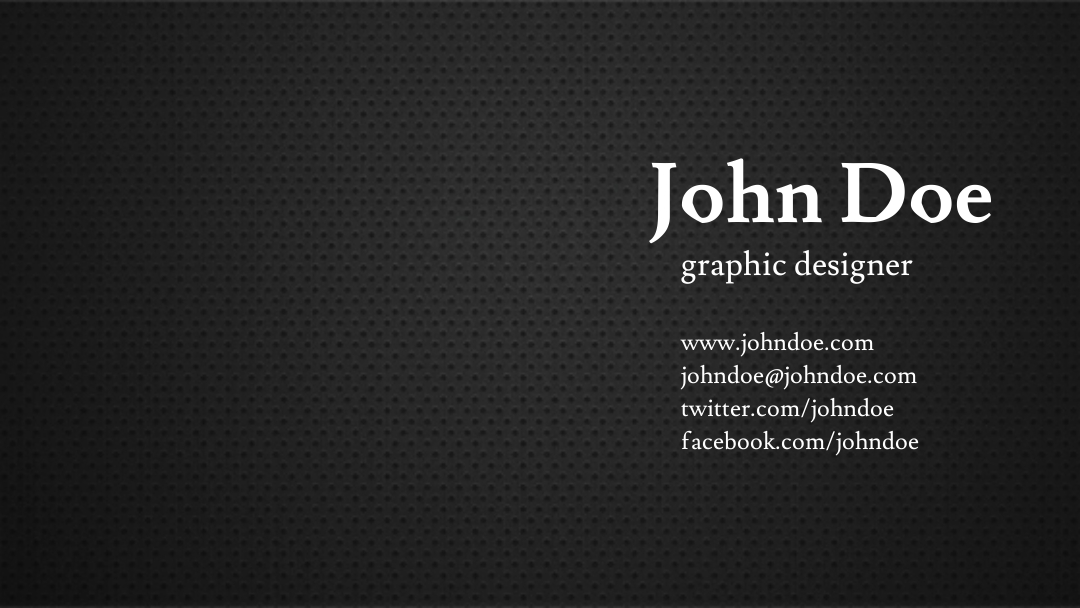 John Doe
graphic designer
www.johndoe.com
johndoe@johndoe.com
twitter.com/johndoe
facebook.com/johndoe